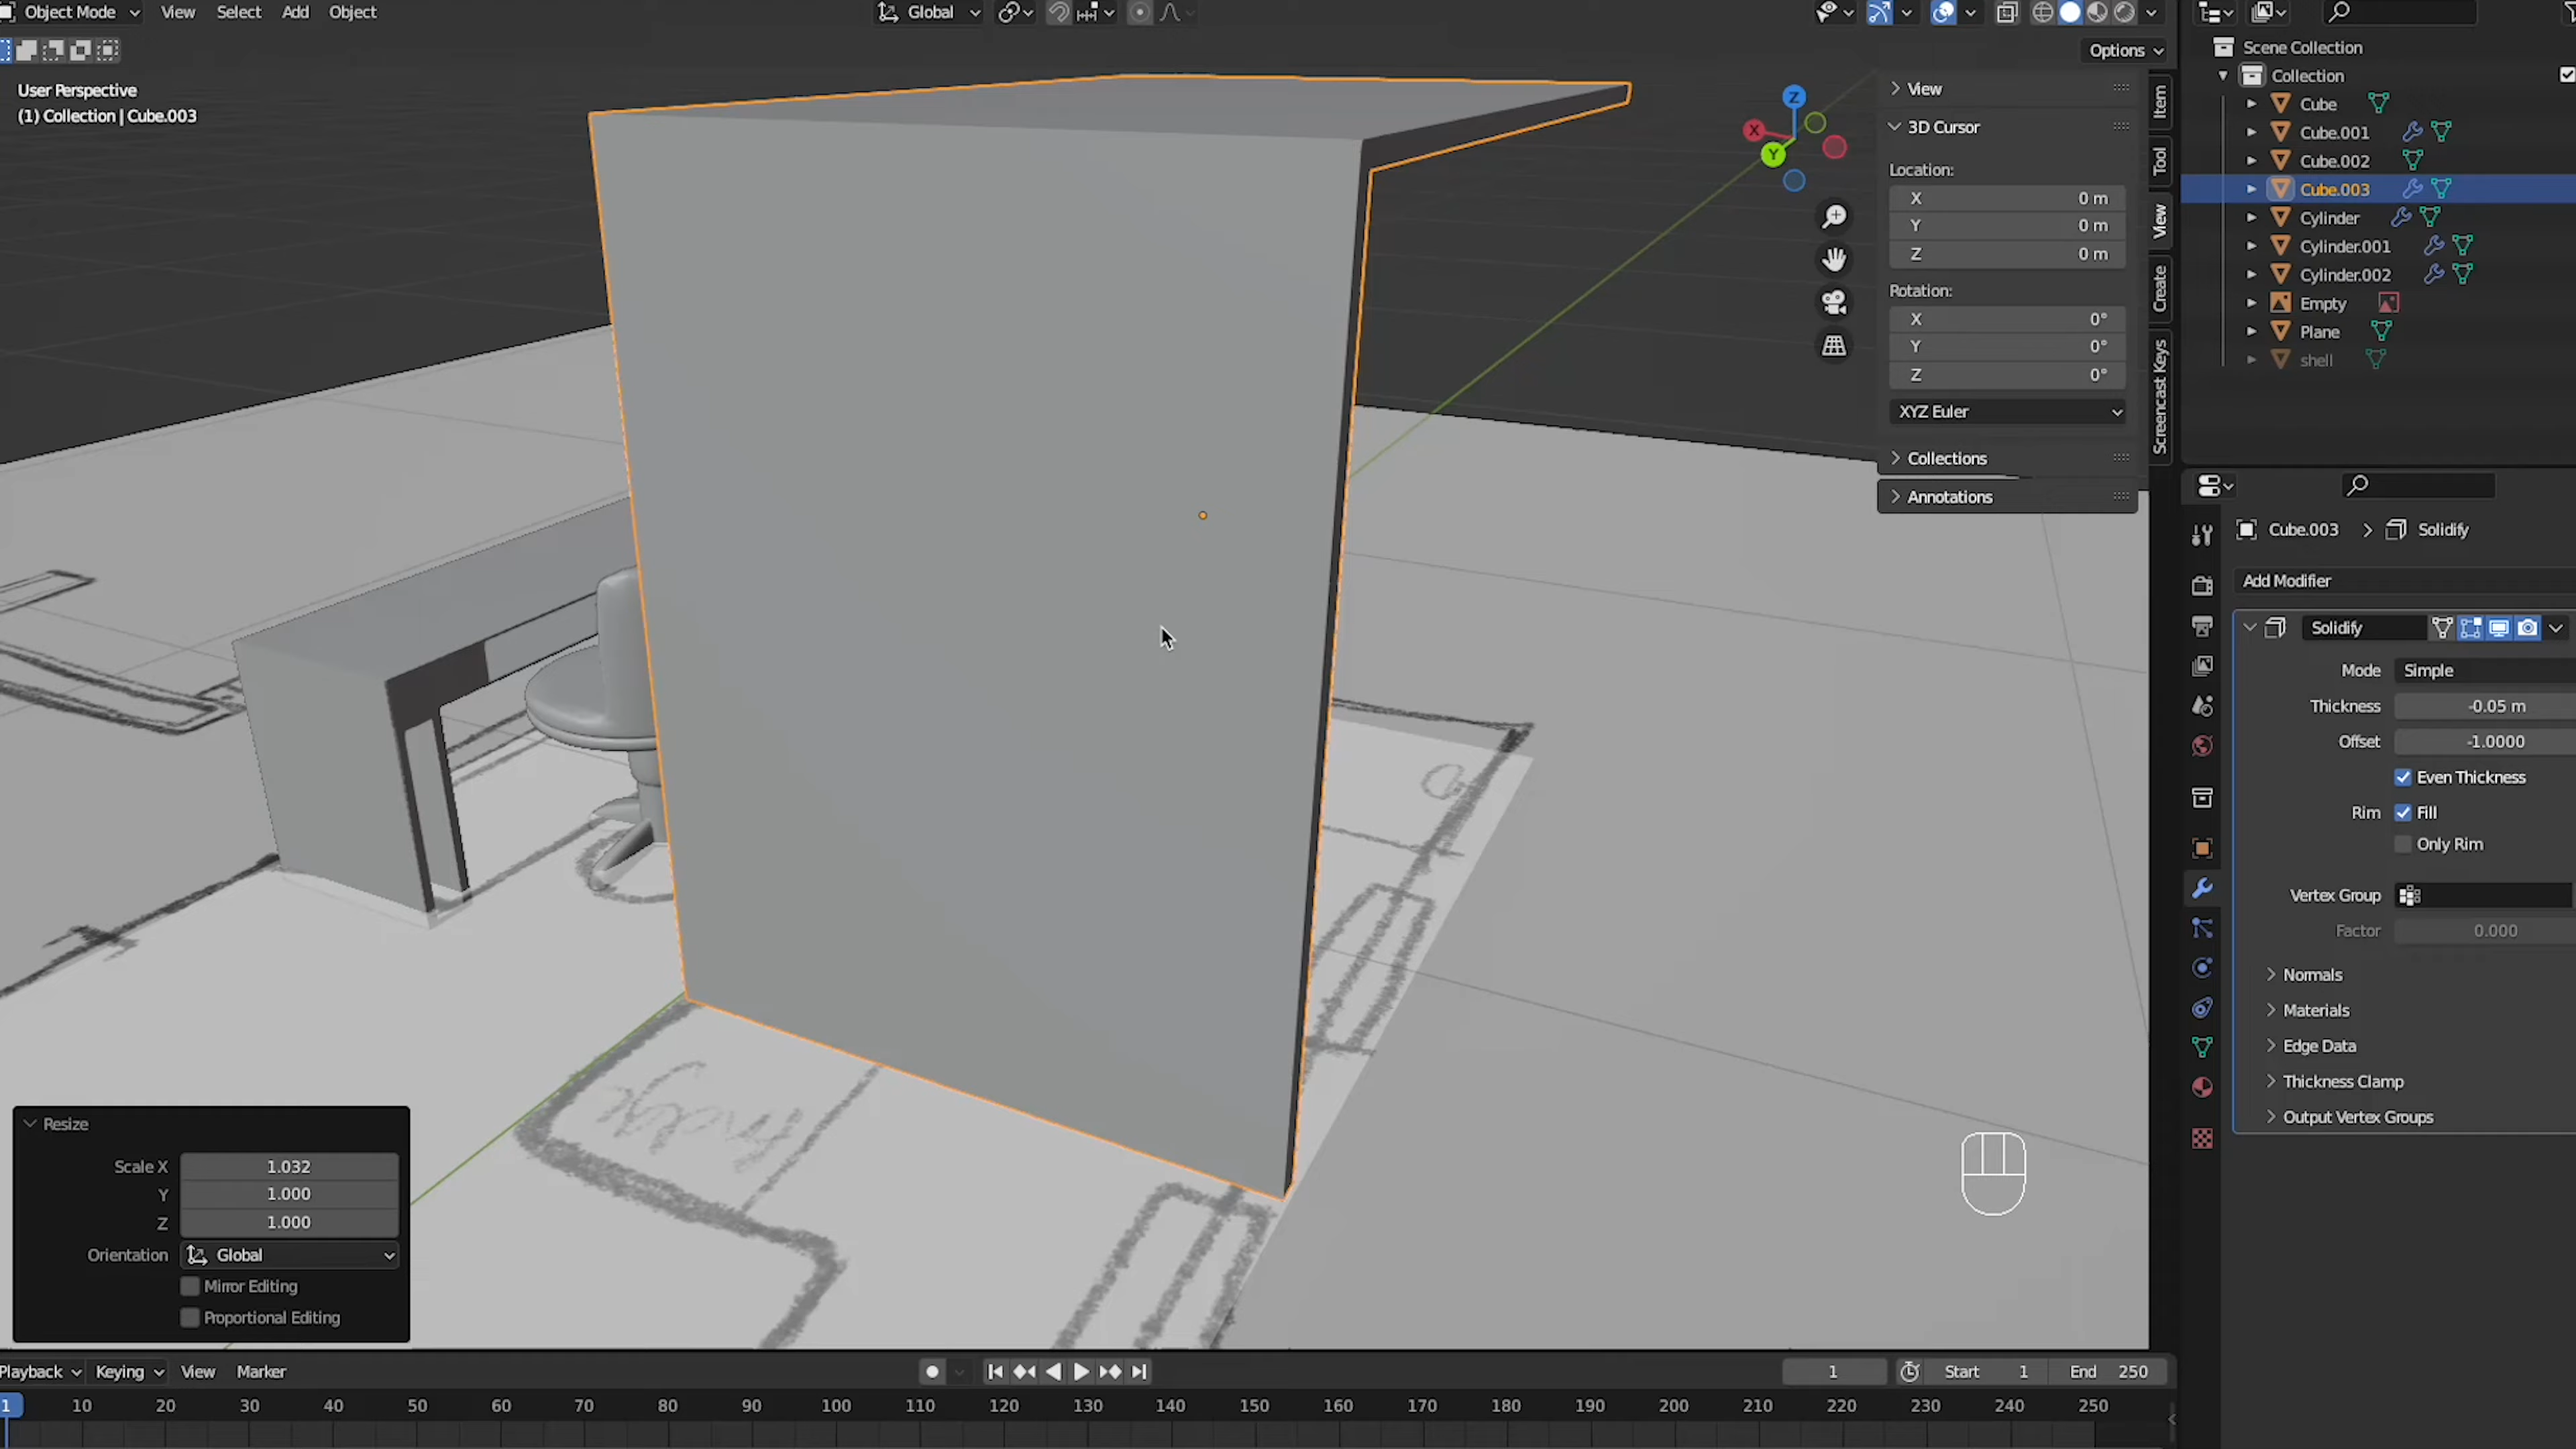 Object Mode View Select Add Object Global
Options
User Perspective
(1) Collection | Cube.003
X Y Z
View
3D Cursor
Location:
X 0 m
Y 0 m
Z 0 m
Rotation:
X 0°
Y 0°
Z 0°
XYZ Euler
Collections
Annotations
Item
Tool
View
Create
Screencast Keys
Scene Collection
Collection
Cube
Cube.001
Cube.002
Cube.003
Cylinder
Cylinder.001
Cylinder.002
Empty
Plane
shell
Cube.003 Solidify
Add Modifier
Solidify
Mode Simple
Thickness -0.05 m
Offset -1.0000
Even Thickness
Rim Fill
Only Rim
Vertex Group
Factor 0.000
Normals
Materials
Edge Data
Thickness Clamp
Output Vertex Groups
Resize
Scale X 1.032
Y 1.000
Z 1.000
Orientation Global
Mirror Editing
Proportional Editing
Playback Keying View Marker 1 Start 1 End 250
1 10 20 30 40 50 60 70 80 90 100 110 120 130 140 150 160 170 180 190 200 210 220 230 240 250